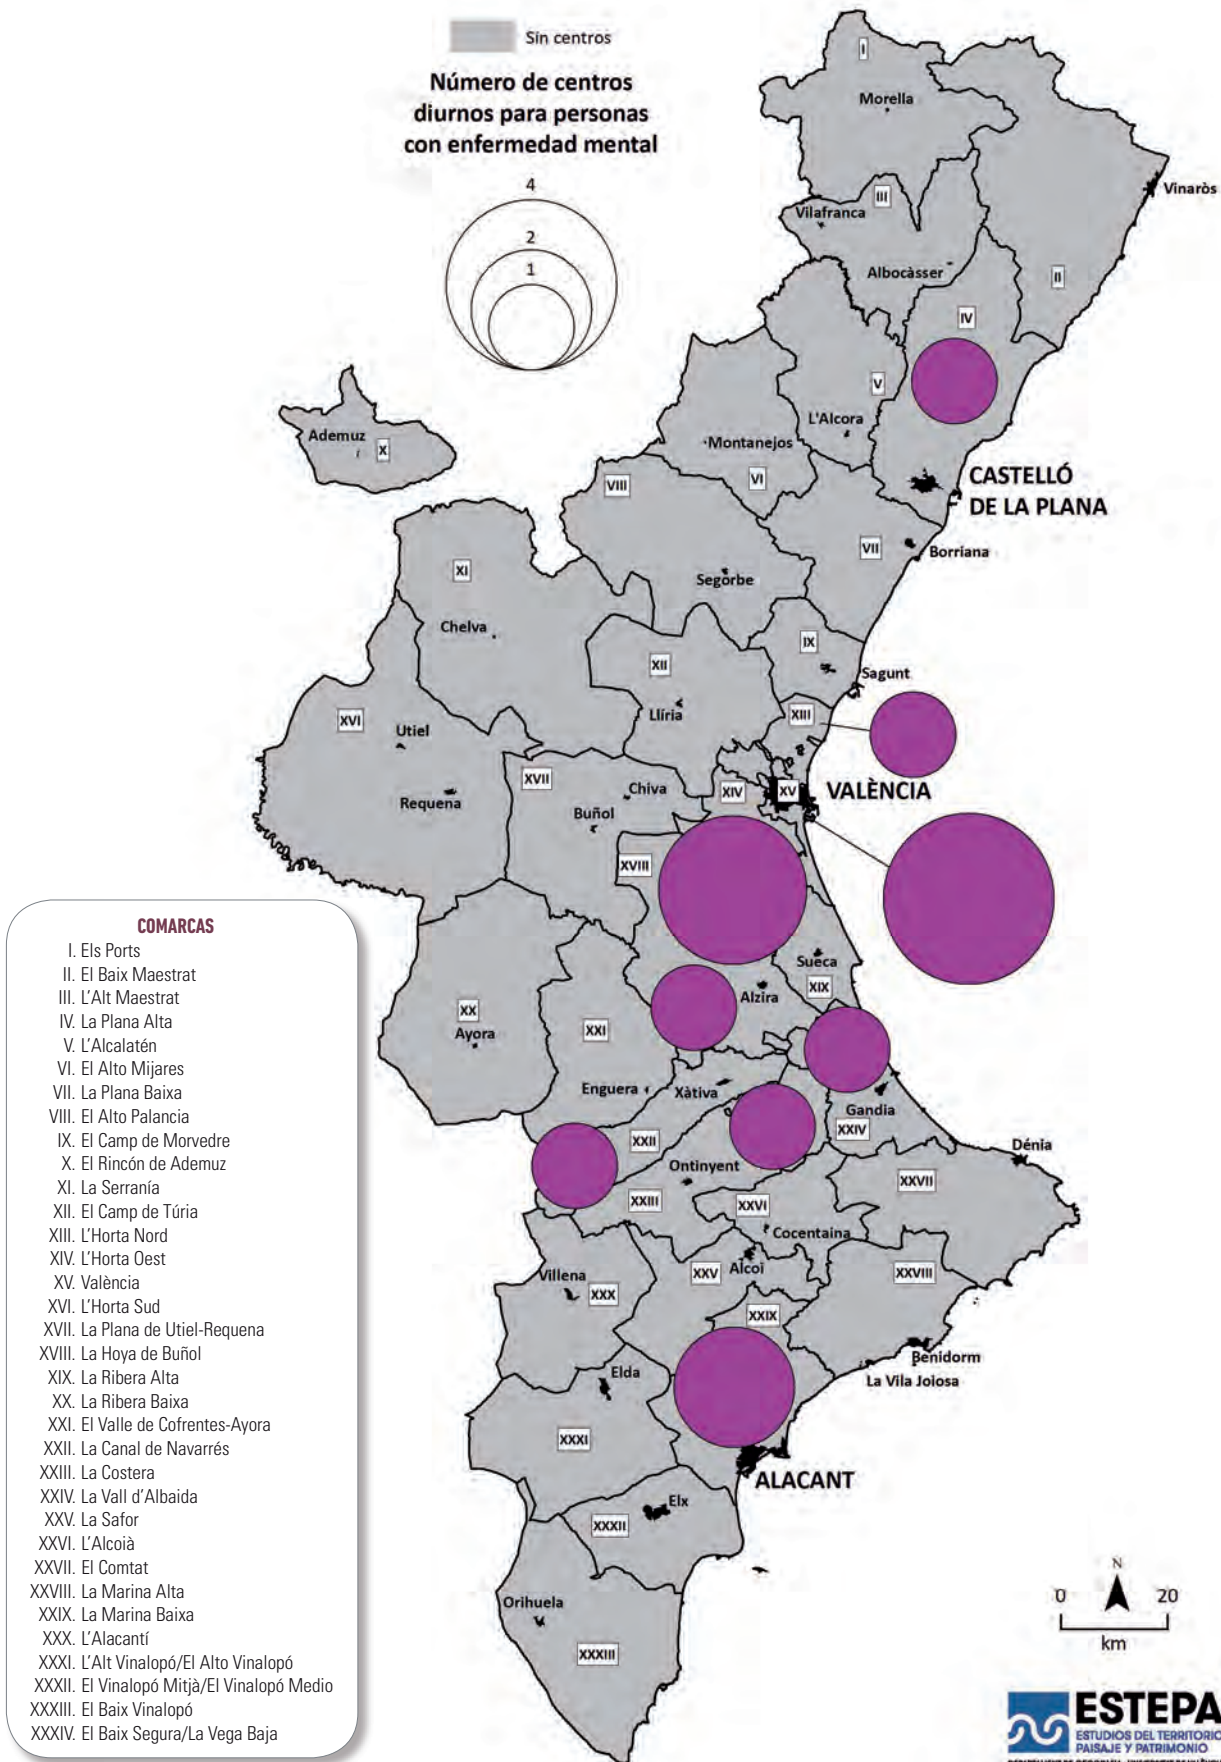 Sin centros
Número de centros
diurnos para personas
con enfermedad mental
4
2
1
I
Morella
Vinaròs
III
Vilafranca
Albocàsser
II
IV
V
L'Alcora
Ademuz
X
Montanejos
VI
VIII
CASTELLÓ
DE LA PLANA
VII
Borriana
XI
Segorbe
Chelva
IX
XII
Sagunt
Llíria
XIII
XVI
Utiel
XVII
Chiva
XIV
XV
VALÈNCIA
Requena
Buñol
XVIII
Sueca
XIX
Alzira
XX
Ayora
XXI
Enguera
Xàtiva
Gandia
XXIV
XXII
Dénia
Ontinyent
XXIII
XXVI
XXVII
Cocentaina
XXV
Alcoi
XXVIII
Villena
XXX
XXIX
Benidorm
La Vila Joiosa
Elda
XXXI
ALACANT
Elx
XXXII
Orihuela
XXXIII
COMARCAS
I. Els Ports
II. El Baix Maestrat
III. L'Alt Maestrat
IV. La Plana Alta
V. L'Alcalatén
VI. El Alto Mijares
VII. La Plana Baixa
VIII. El Alto Palancia
IX. El Camp de Morvedre
X. El Rincón de Ademuz
XI. La Serranía
XII. El Camp de Túria
XIII. L'Horta Nord
XIV. L'Horta Oest
XV. València
XVI. L'Horta Sud
XVII. La Plana de Utiel-Requena
XVIII. La Hoya de Buñol
XIX. La Ribera Alta
XX. La Ribera Baixa
XXI. El Valle de Cofrentes-Ayora
XXII. La Canal de Navarrés
XXIII. La Costera
XXIV. La Vall d'Albaida
XXV. La Safor
XXVI. L'Alcoià
XXVII. El Comtat
XXVIII. La Marina Alta
XXIX. La Marina Baixa
XXX. L'Alacantí
XXXI. L'Alt Vinalopó/El Alto Vinalopó
XXXII. El Vinalopó Mitjà/El Vinalopó Medio
XXXIII. El Baix Vinalopó
XXXIV. El Baix Segura/La Vega Baja
N
0 20
km
ESTEPA
ESTUDIOS DEL TERRITORIO
PAISAJE Y PATRIMONIO